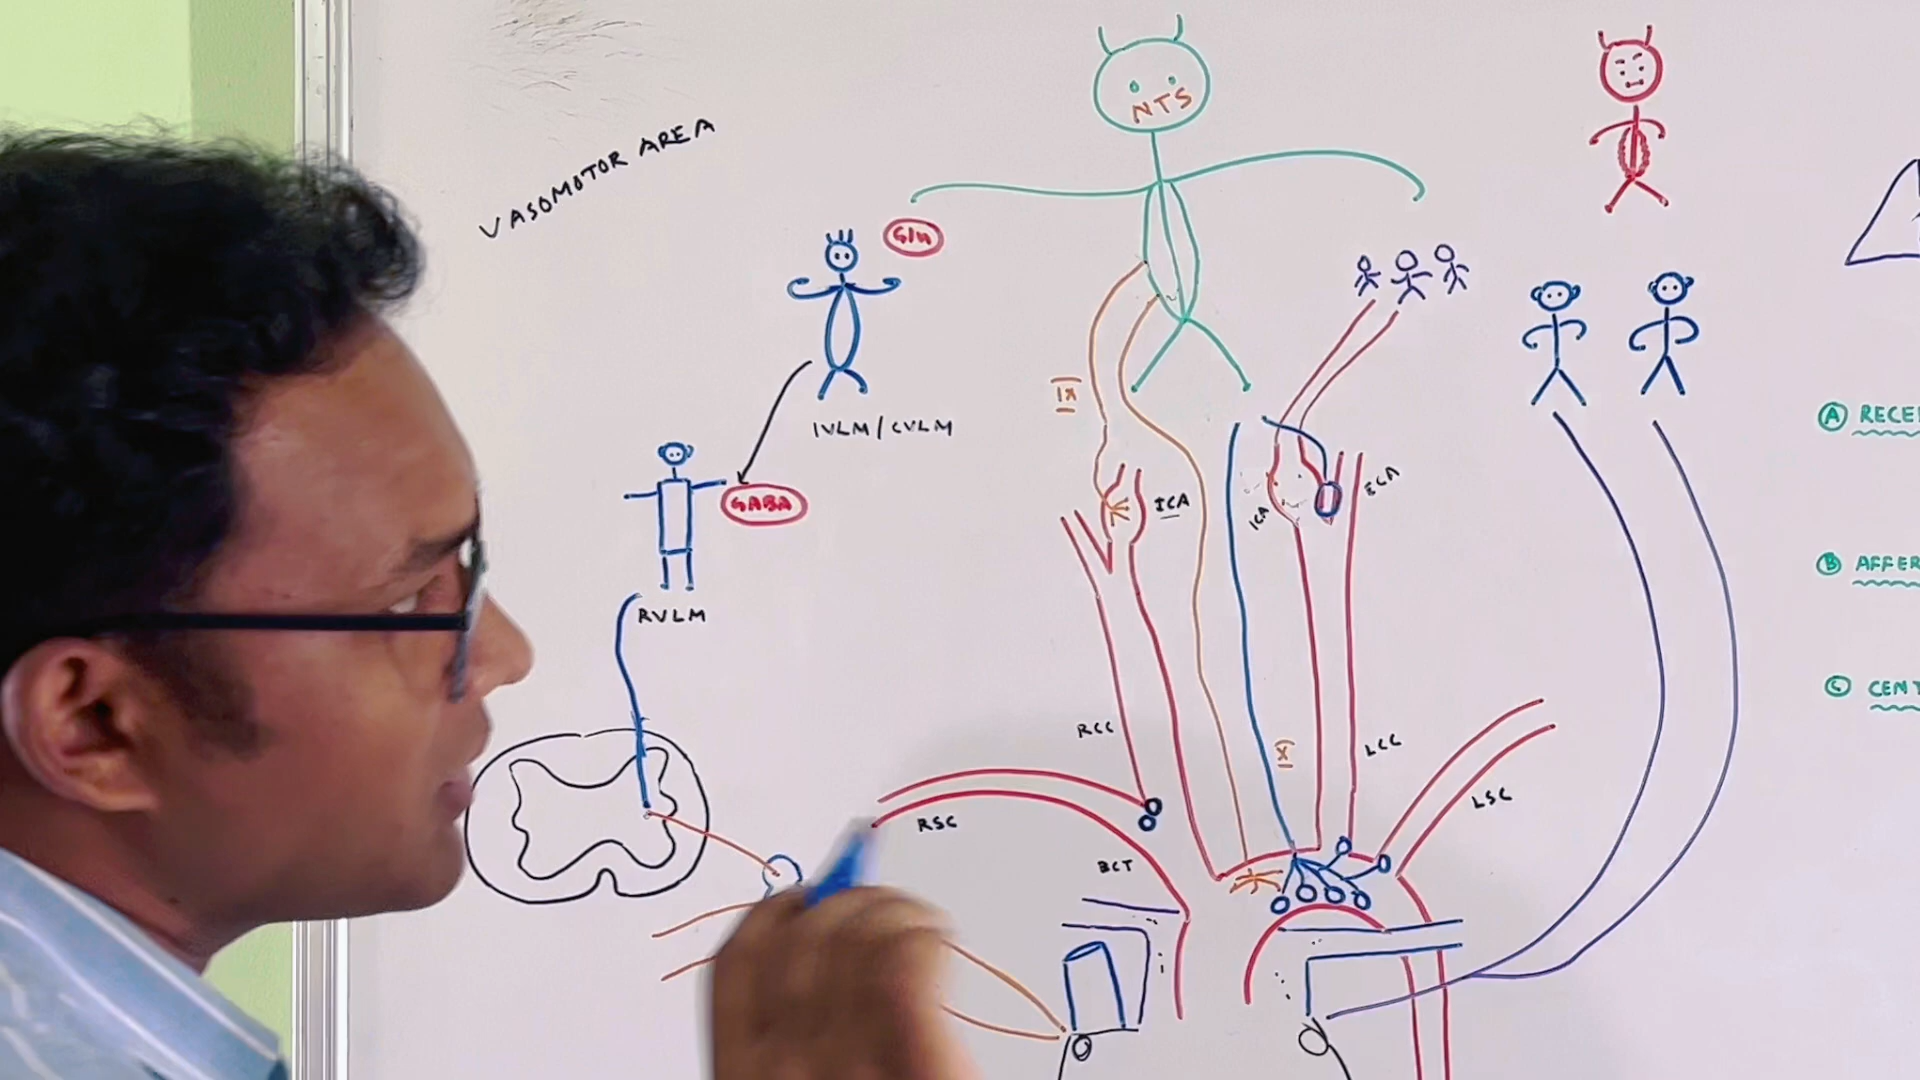 VASOMOTOR AREA
NTS
Glu
IVLM/CVLM
GABA
RVLM
IX
ICA
ICA
ECA
RCC
X
LCC
LSC
RSC
BCT
Ⓐ RECE
Ⓑ AFFER
Ⓒ CENT